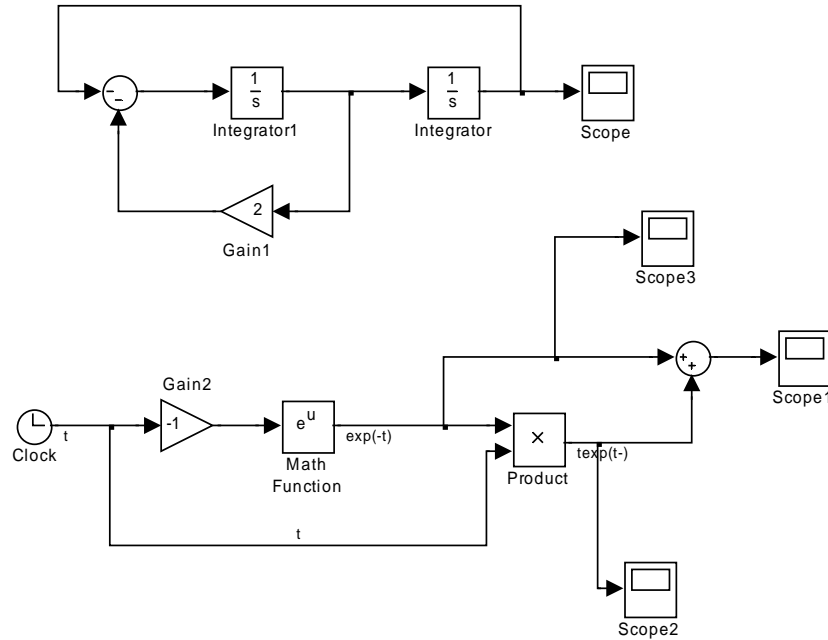 1
s
Integrator1
1
s
Integrator
Scope
2
Gain1
Scope3
Scope1
Gain2
-1
Clock
t
e^u
exp(-t)
Math
Function
×
Product
texp(t-)
t
Scope2